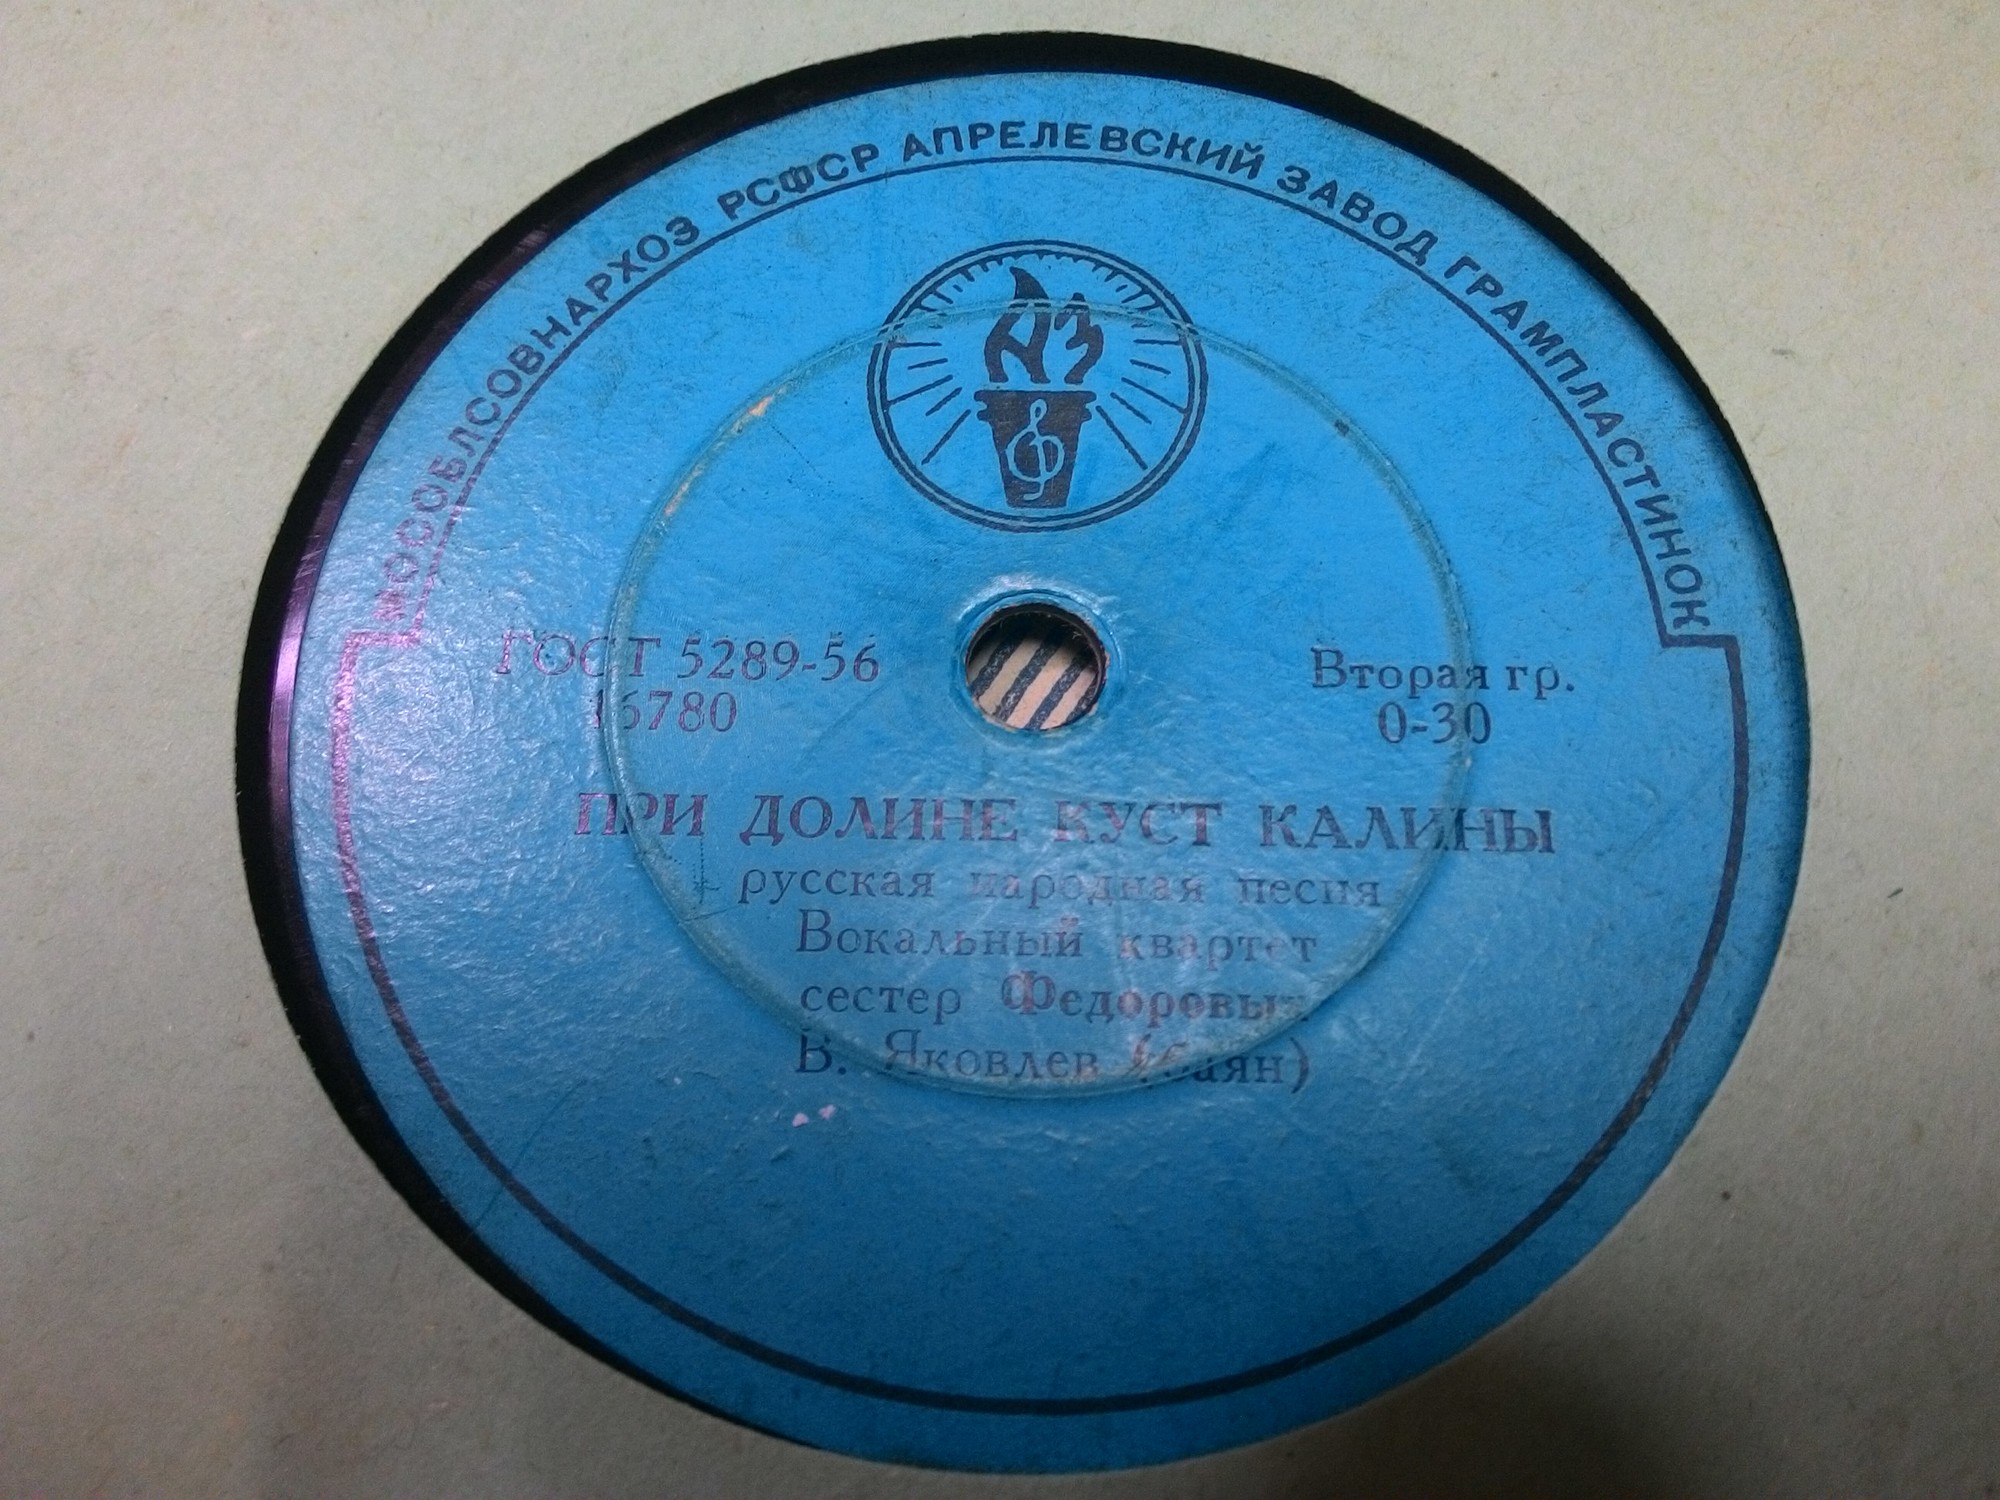 МОСОБЛСОВНАРХОЗ РСФСР АПРЕЛЕВСКИЙ ЗАВОД ГРАМПЛАСТИНОК
АЗ
ГОСТ 5289-56
16780
Вторая гр.
0-30
ПРИ ДОЛИНЕ КУСТ КАЛИНЫ
русская народная песня
Вокальный квартет
сестер Федоровых
В. Яковлев (баян)